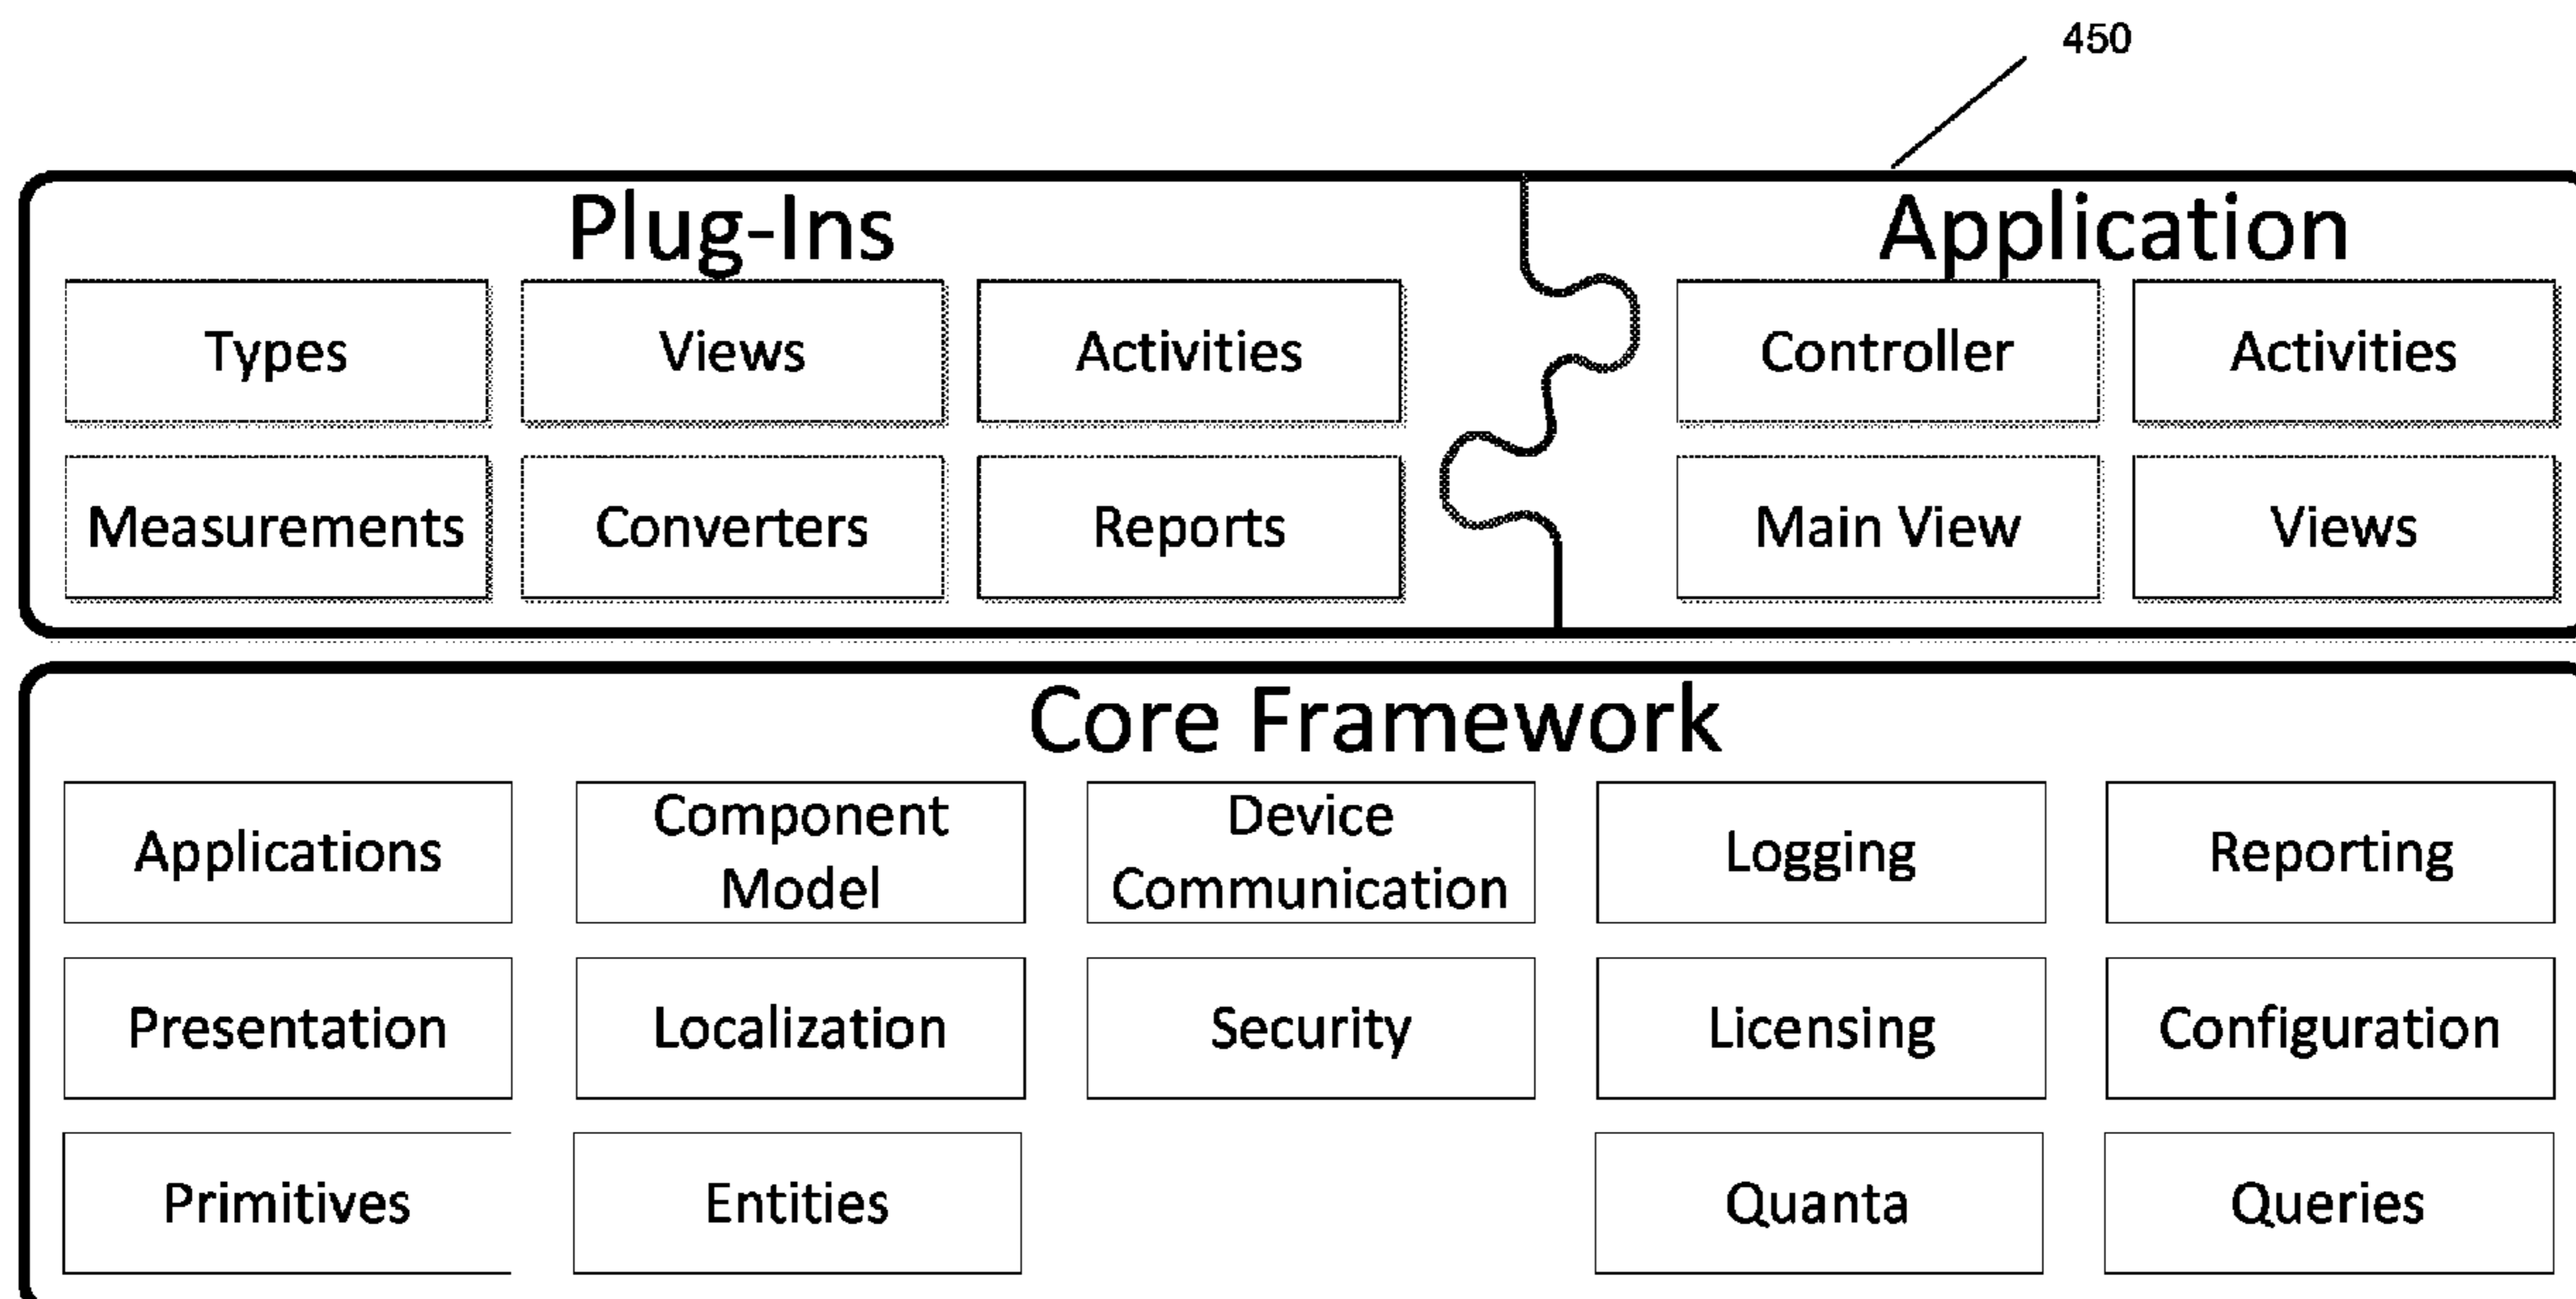 450
Plug-Ins
Application
Types
Views
Activities
Controller
Activities
Measurements
Converters
Reports
Main View
Views
Core Framework
Applications
Component
Model
Device
Communication
Logging
Reporting
Presentation
Localization
Security
Licensing
Configuration
Primitives
Entities
Quanta
Queries